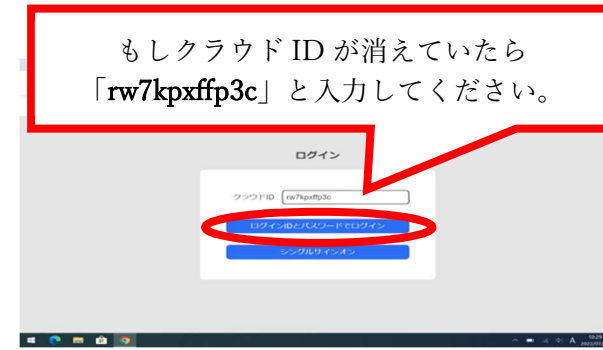 もしクラウド ID が消えていたら
「rw7kpxffp3c」と入力してください。
ログイン
クラウドID rw7kpxffp3c
ログインIDとパスワードでログイン
シングルサインオン
A 10:29